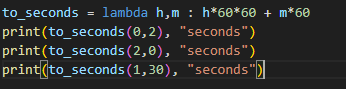 to_seconds = lambda h,m : h*60*60 + m*60
print(to_seconds(0,2), "seconds")
print(to_seconds(2,0), "seconds")
print(to_seconds(1,30), "seconds")